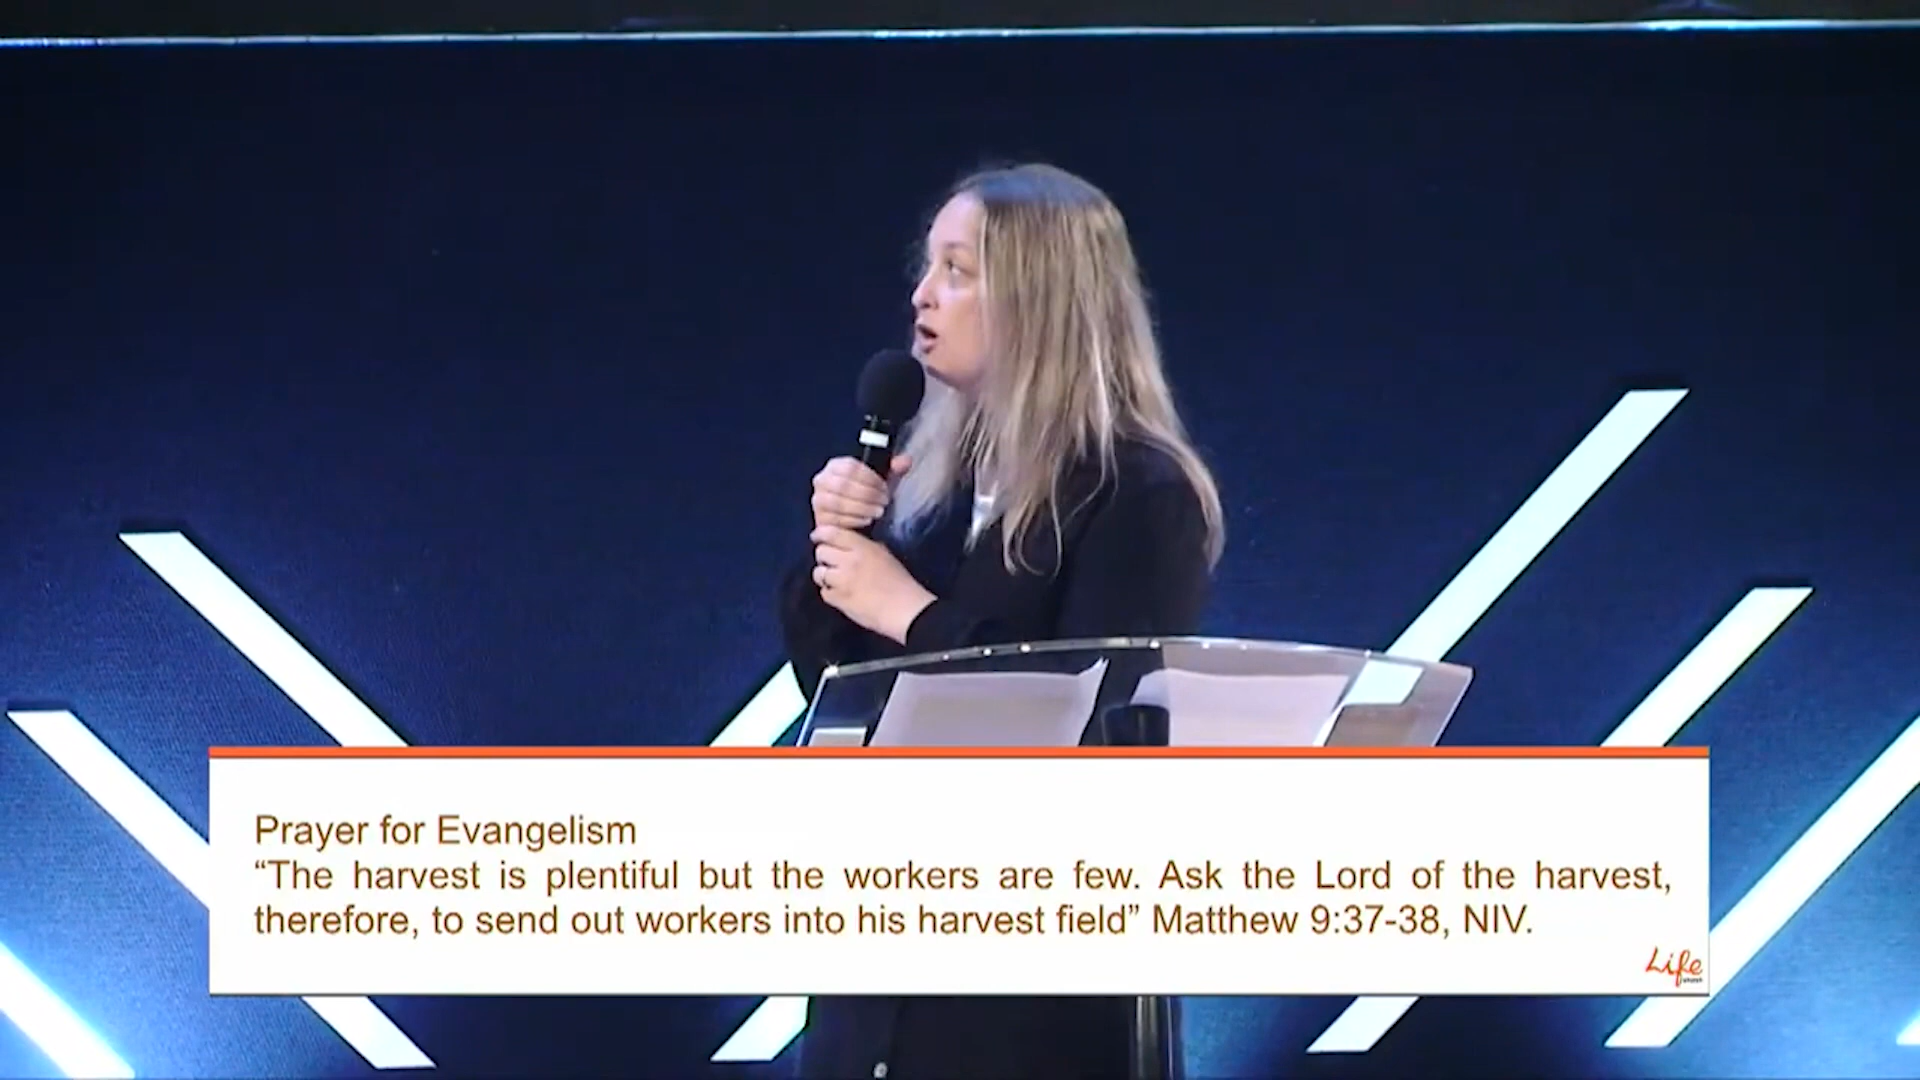 Prayer for Evangelism
“The harvest is plentiful but the workers are few. Ask the Lord of the harvest,
therefore, to send out workers into his harvest field” Matthew 9:37-38, NIV.
Life